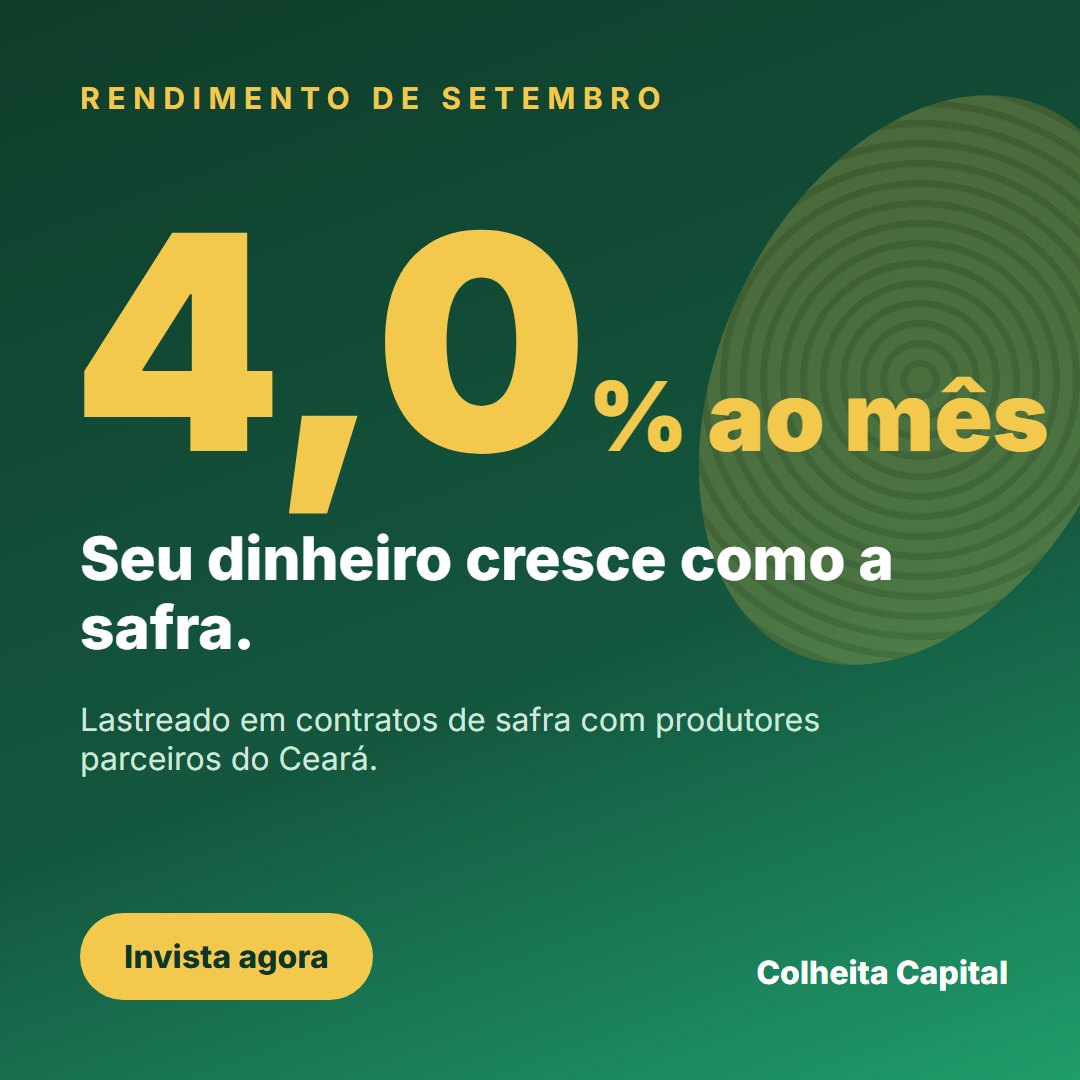 RENDIMENTO DE SETEMBRO
4,0% ao mês
Seu dinheiro cresce como a
safra.
Lastreado em contratos de safra com produtores
parceiros do Ceará.
Invista agora
Colheita Capital